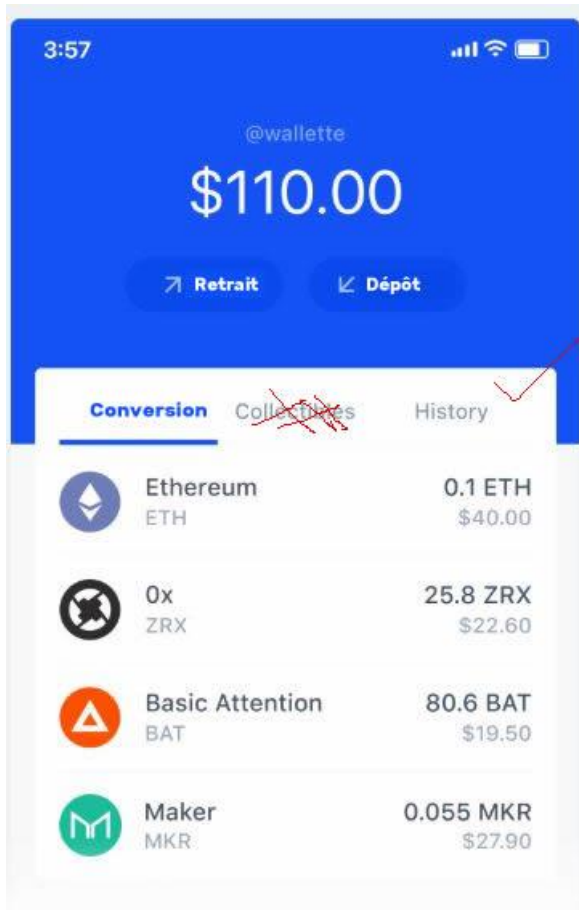 3:57
@wallette
$110.00
Retrait Dépôt
Conversion Collectibles History
Ethereum 0.1 ETH
ETH $40.00
0x 25.8 ZRX
ZRX $22.60
Basic Attention 80.6 BAT
BAT $19.50
Maker 0.055 MKR
MKR $27.90